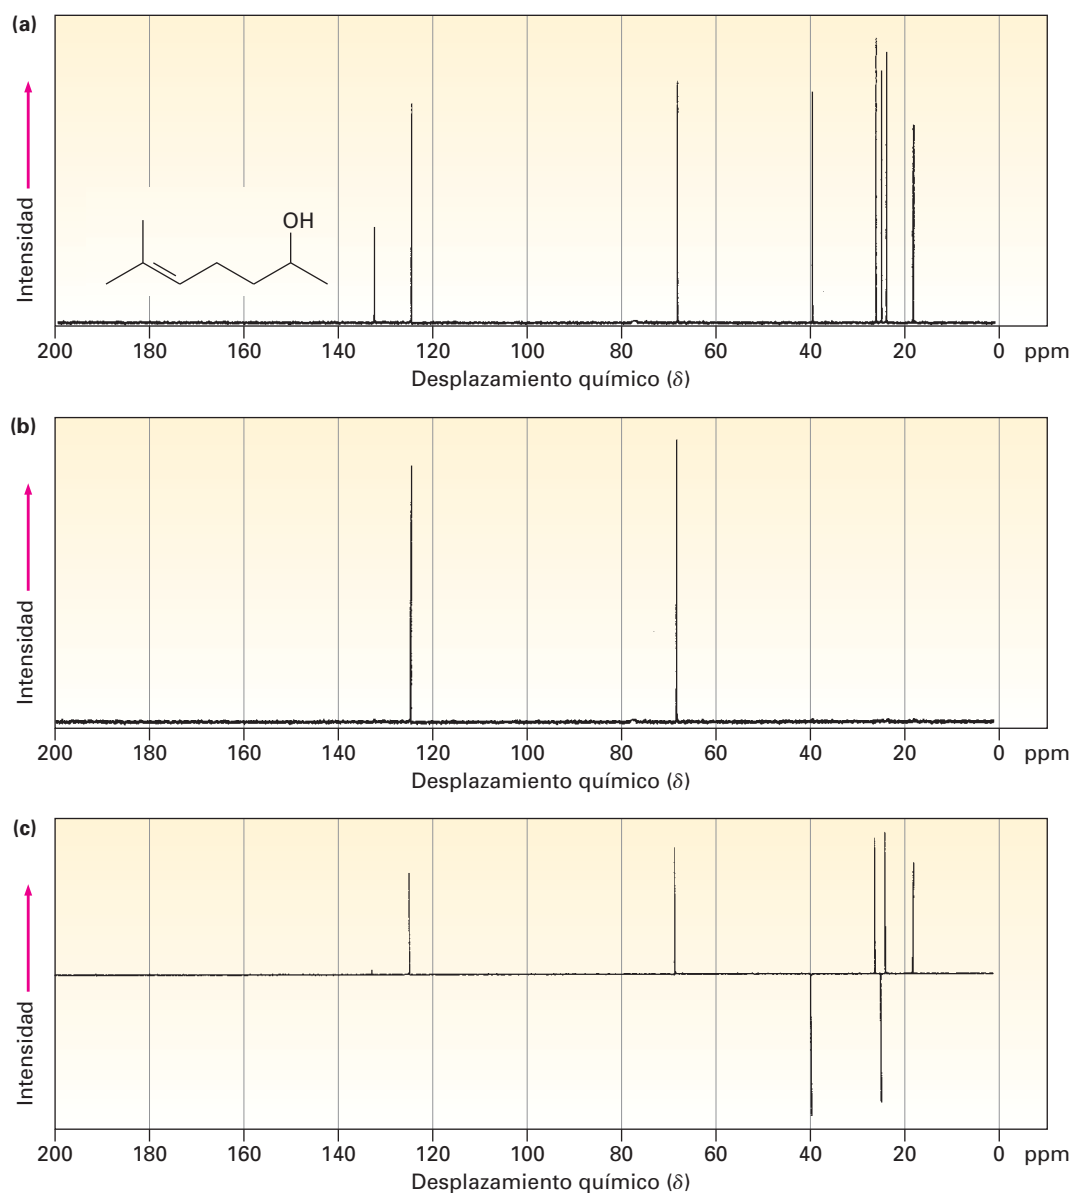 (a)
Intensidad
OH
200 180 160 140 120 100 80 60 40 20 0 ppm
Desplazamiento químico (δ)
(b)
Intensidad
200 180 160 140 120 100 80 60 40 20 0 ppm
Desplazamiento químico (δ)
(c)
Intensidad
200 180 160 140 120 100 80 60 40 20 0 ppm
Desplazamiento químico (δ)